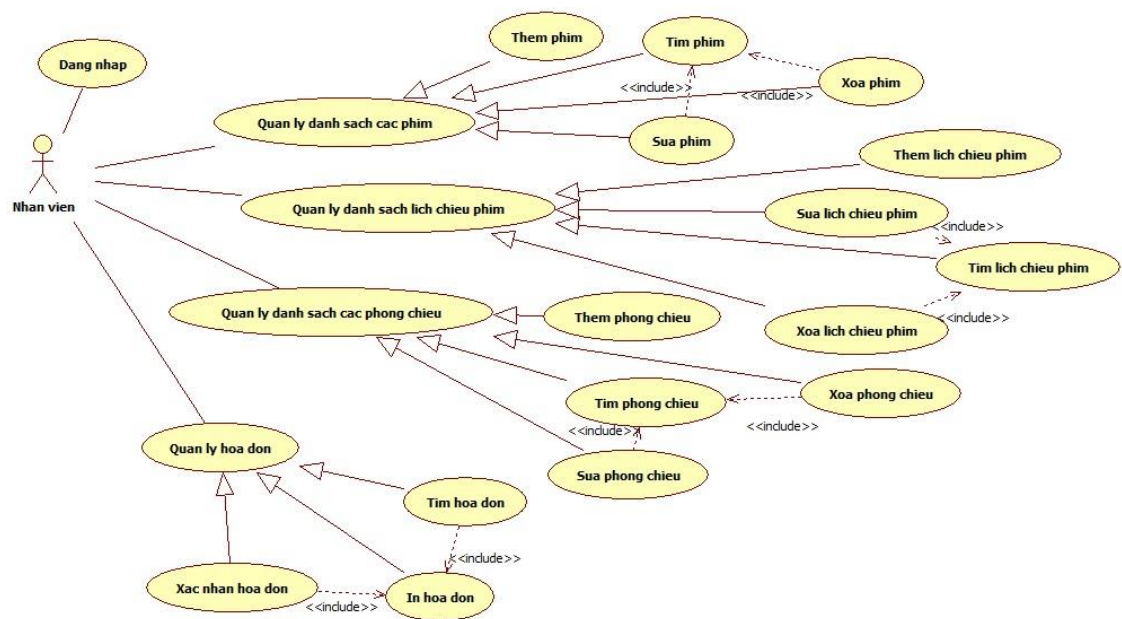 Them phim
Tim phim
Dang nhap
<<include>>
<<include>>
Xoa phim
Quan ly danh sach cac phim
Sua phim
Them lich chieu phim
Nhan vien
Quan ly danh sach lich chieu phim
Sua lich chieu phim
<<include>>
Tim lich chieu phim
Quan ly danh sach cac phong chieu
Them phong chieu
Xoa lich chieu phim
<<include>>
Tim phong chieu
Xoa phong chieu
<<include>>
<<include>>
Quan ly hoa don
Sua phong chieu
Tim hoa don
<<include>>
Xac nhan hoa don
In hoa don
<<include>>